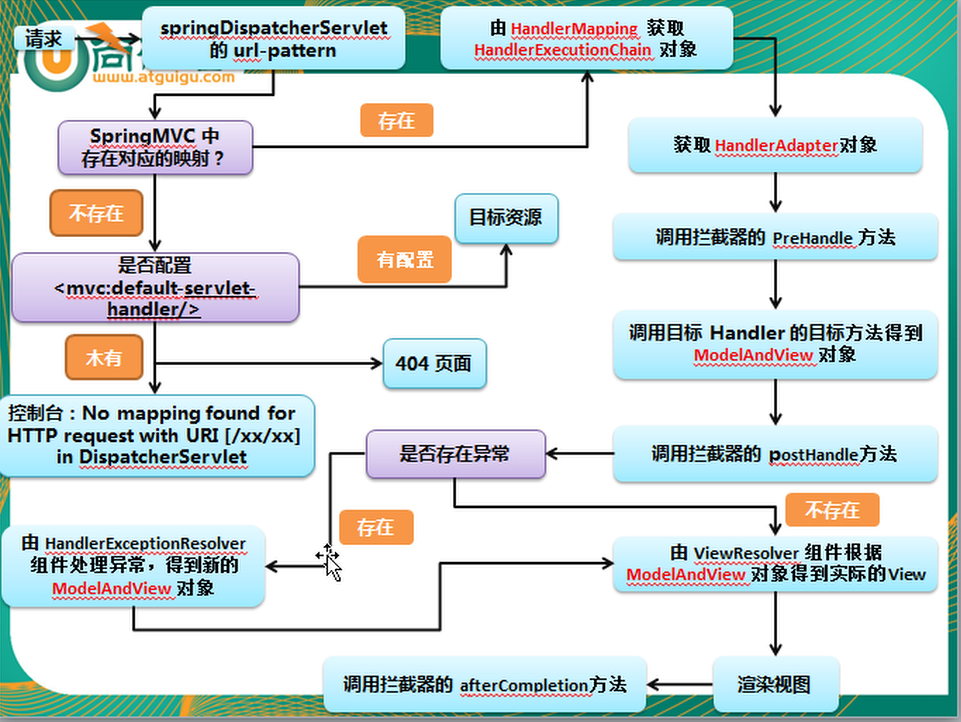 请求
springDispatcherServlet
的 url-pattern
由 HandlerMapping 获取
HandlerExecutionChain 对象
www.atguigu.com
SpringMVC 中
存在对应的映射？
存在
获取 HandlerAdapter对象
不存在
目标资源
调用拦截器的 PreHandle 方法
是否配置
<mvc:default-servlet-
handler/>
有配置
调用目标 Handler 的目标方法得到
ModelAndView 对象
木有
404 页面
控制台：No mapping found for
HTTP request with URI [/xx/xx]
in DispatcherServlet
是否存在异常
调用拦截器的 postHandle方法
存在
不存在
由 HandlerExceptionResolver
组件处理异常，得到新的
ModelAndView 对象
由 ViewResolver 组件根据
ModelAndView 对象得到实际的View
调用拦截器的 afterCompletion方法
渲染视图